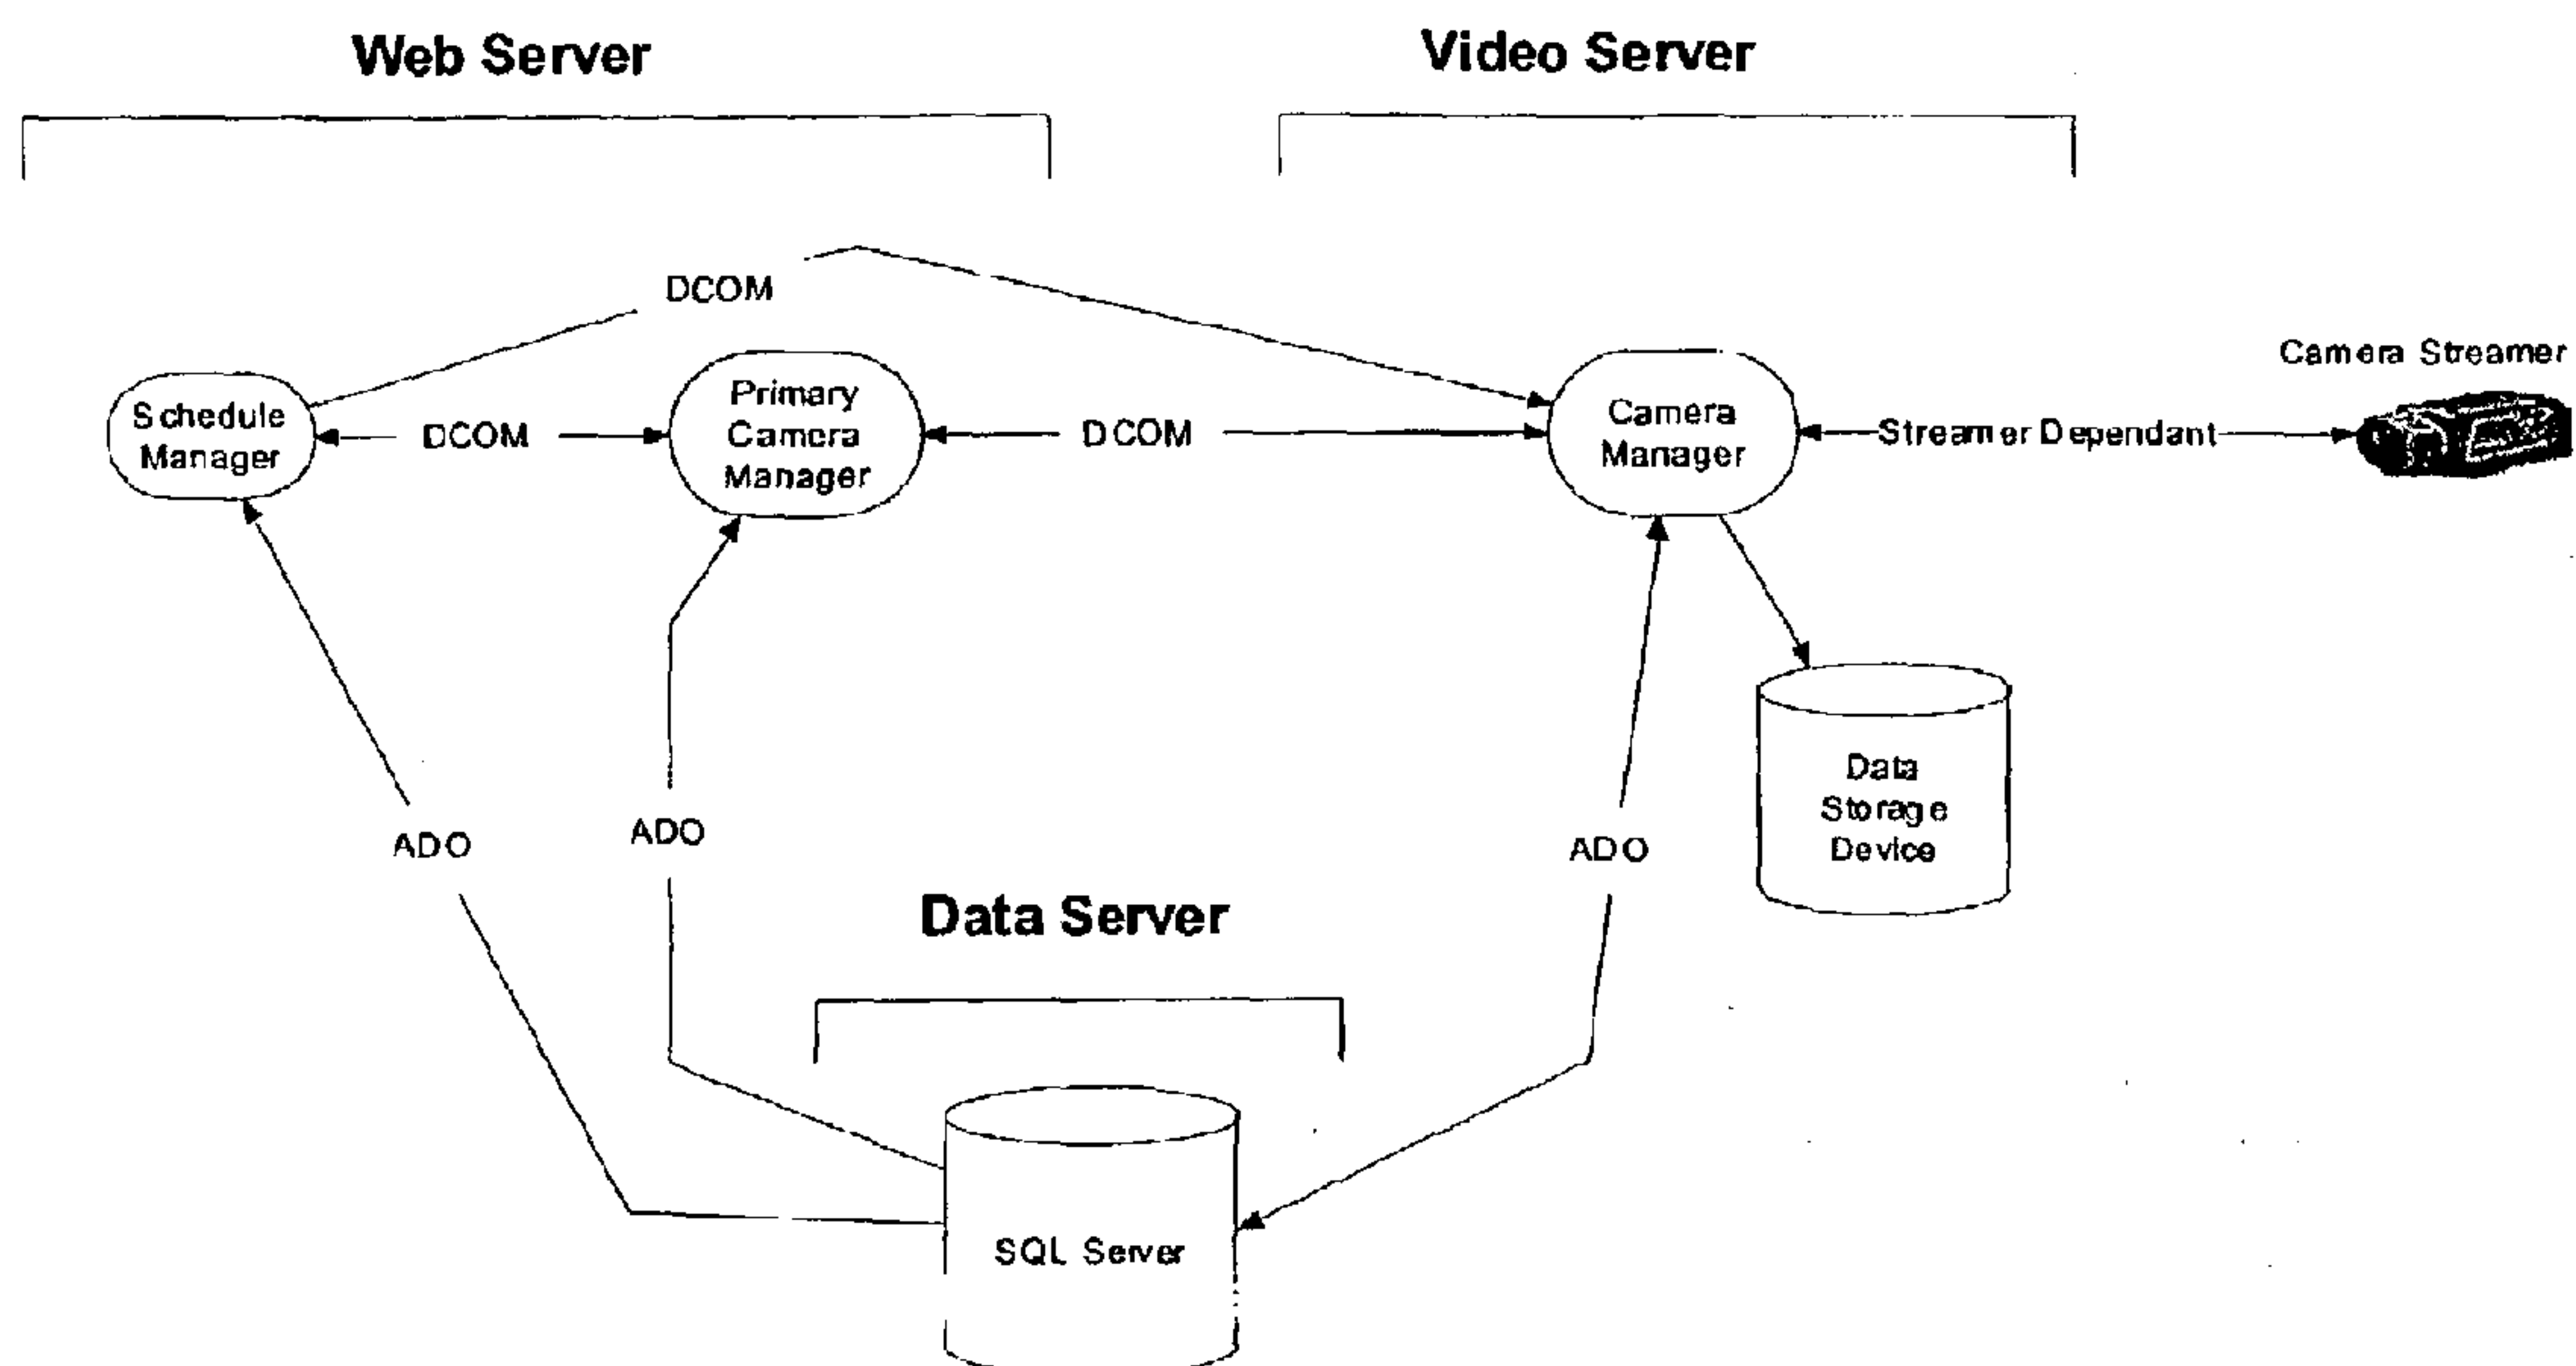 Web Server
Video Server
DCOM
Camera Streamer
Schedule
Manager
DCOM
Primary
Camera
Manager
DCOM
Camera
Manager
Streamer Dependant
Data
Storage
Device
ADO
ADO
ADO
Data Server
SQL Server